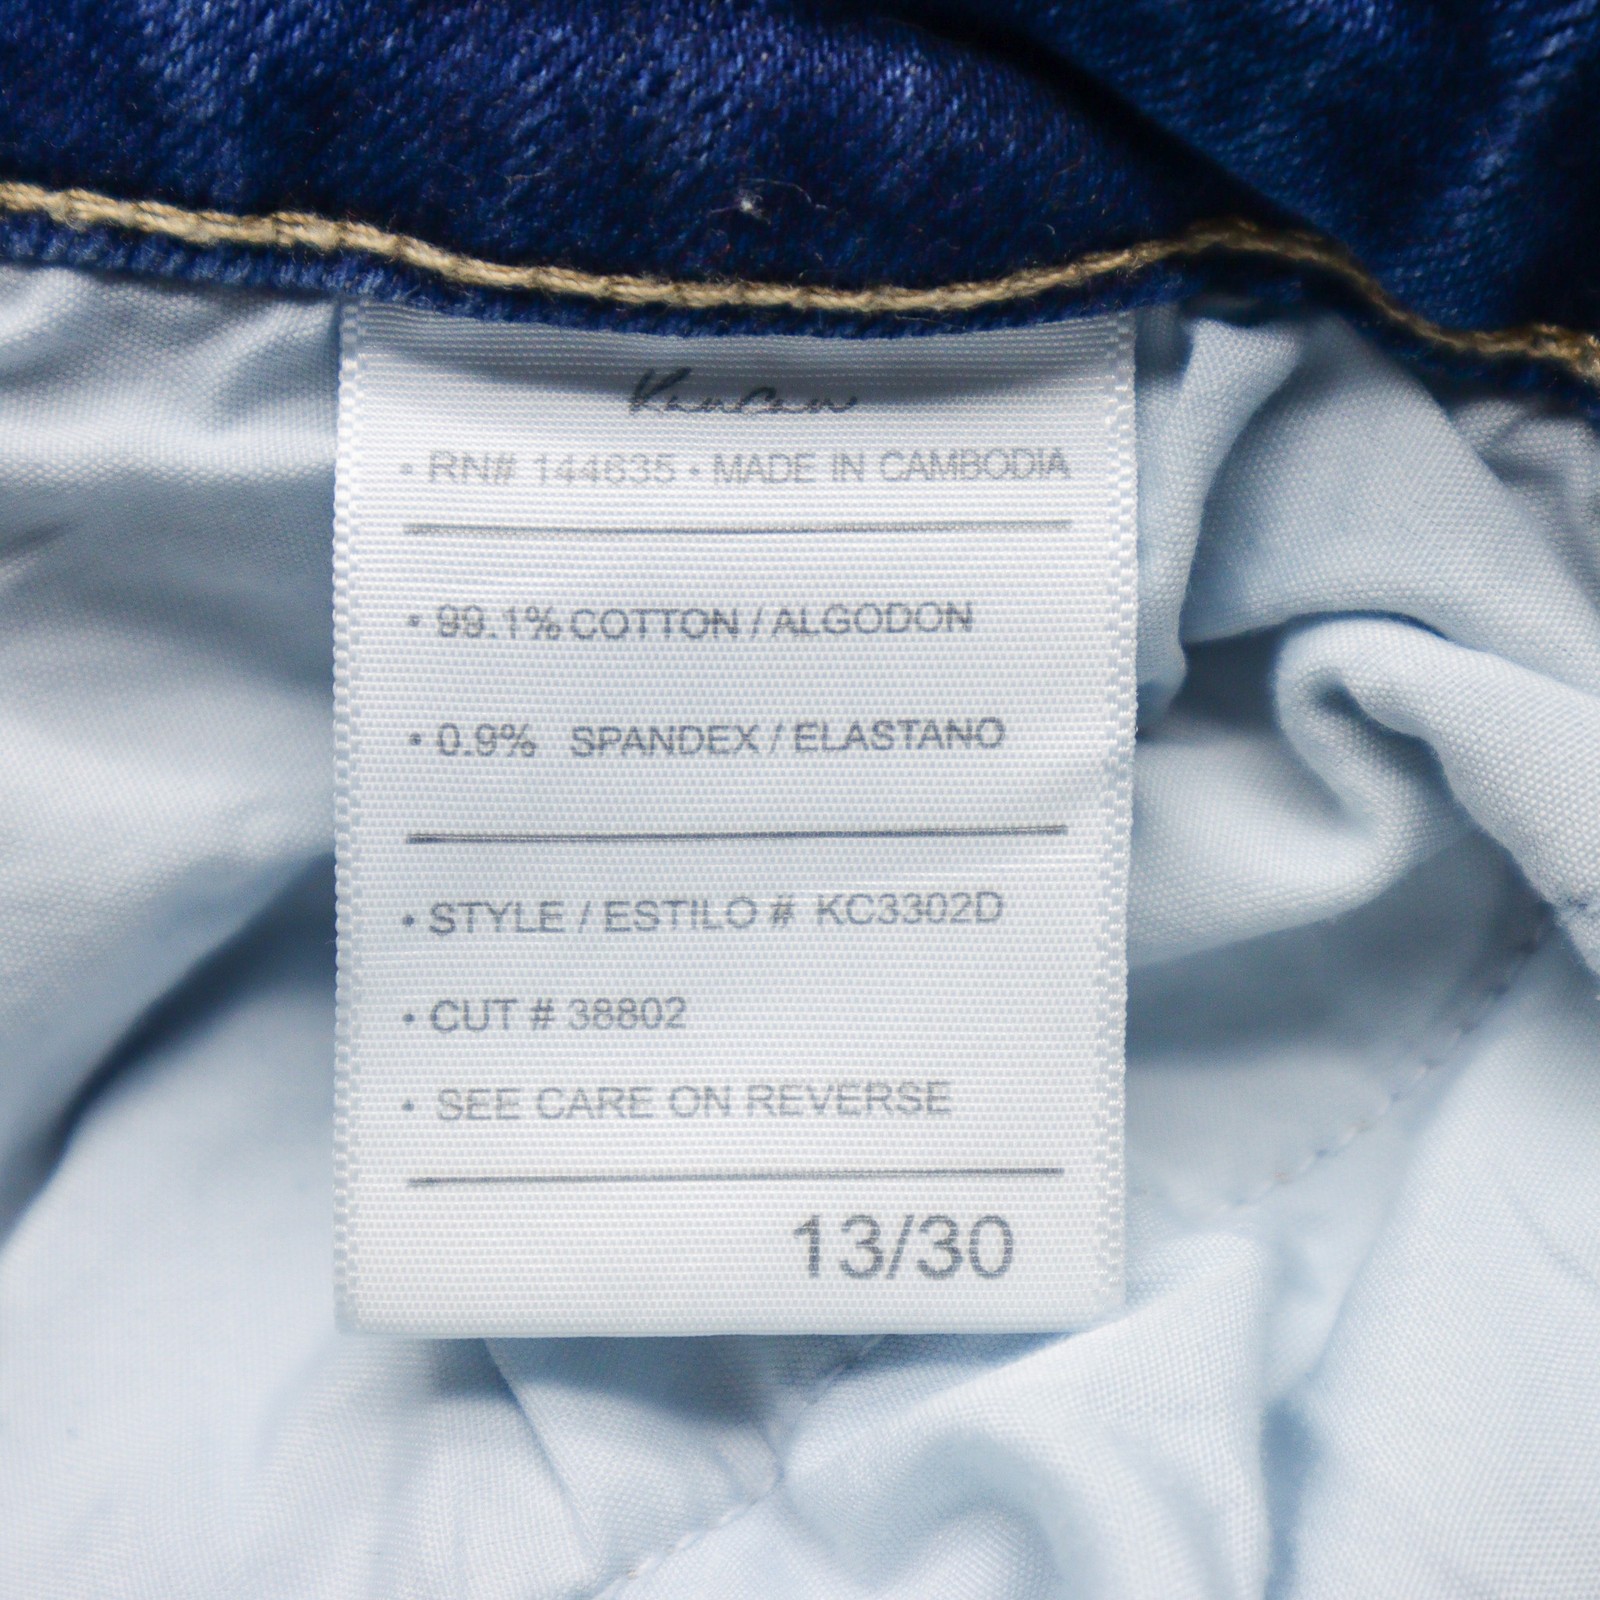 KanCan
• RN# 144635 • MADE IN CAMBODIA
• 99.1% COTTON / ALGODON
• 0.9% SPANDEX / ELASTANO
• STYLE / ESTILO # KC3302D
• CUT # 38802
• SEE CARE ON REVERSE
13/30